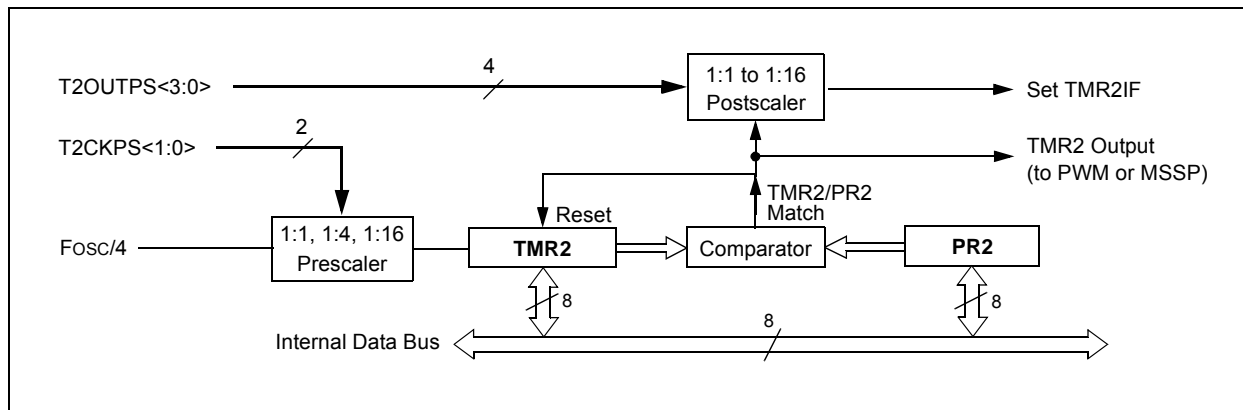 T2OUTPS<3:0>
4
1:1 to 1:16
Postscaler
Set TMR2IF
T2CKPS<1:0>
2
TMR2 Output
(to PWM or MSSP)
TMR2/PR2
Match
Reset
FOSC/4
1:1, 1:4, 1:16
Prescaler
TMR2
Comparator
PR2
8
8
8
Internal Data Bus